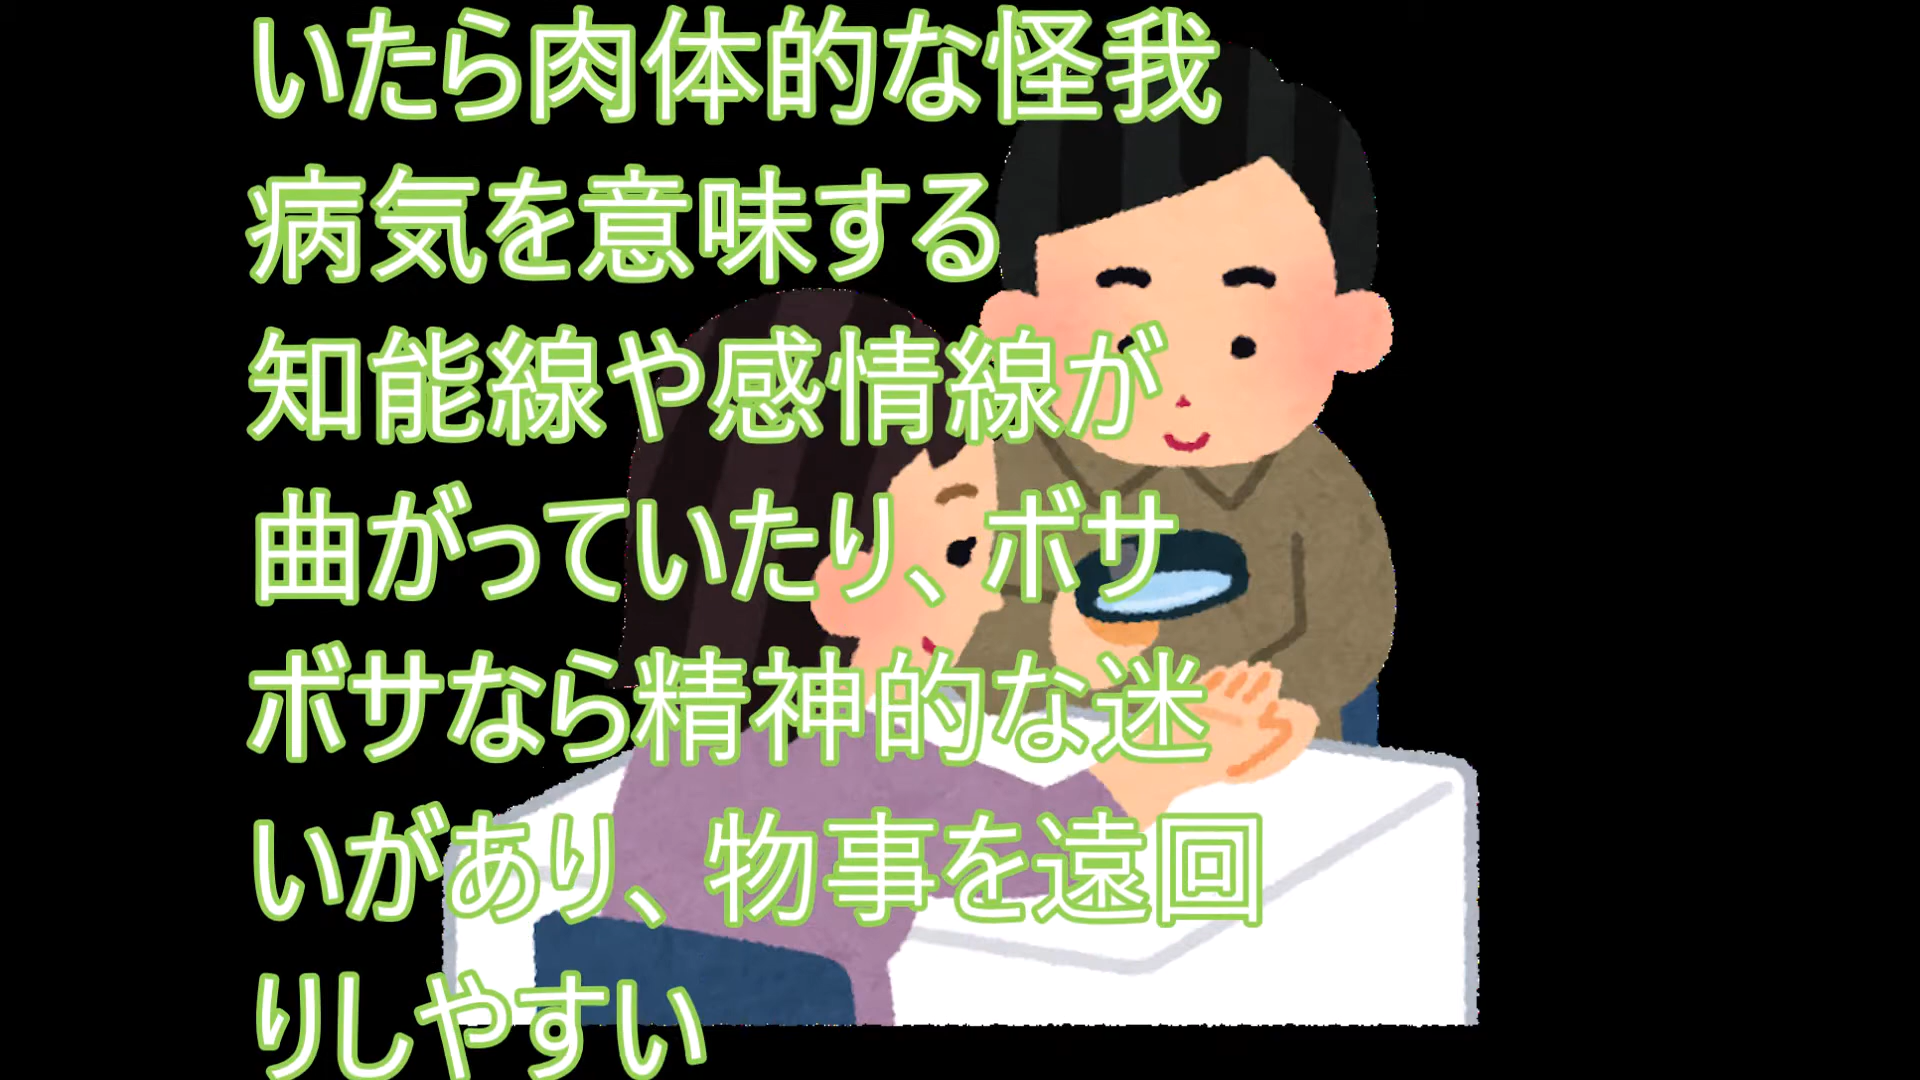 いたら肉体的な怪我
病気を意味する
知能線や感情線が
曲がっていたり、ボサ
ボサなら精神的な迷
いがあり、物事を遠回
りしやすい